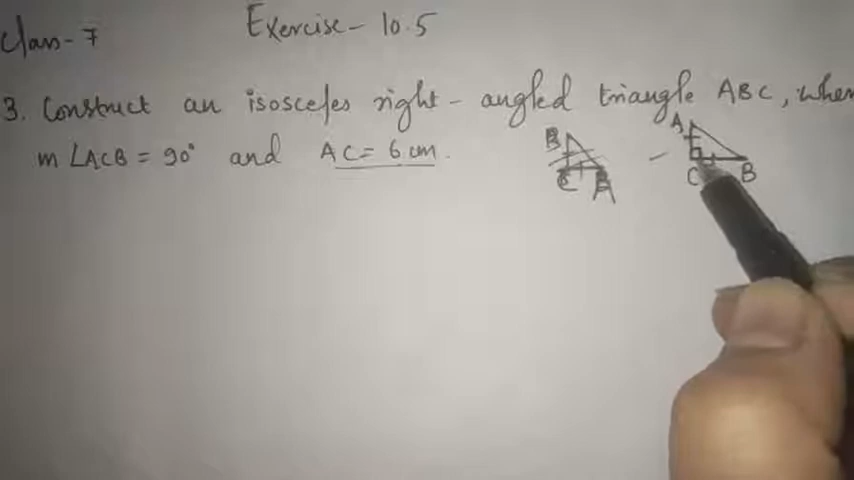 Class-7 Exercise- 10.5
3. Construct an isosceles right-angled triangle ABC, when
m ∠ACB = 90° and AC = 6 cm.
B A
C A C B